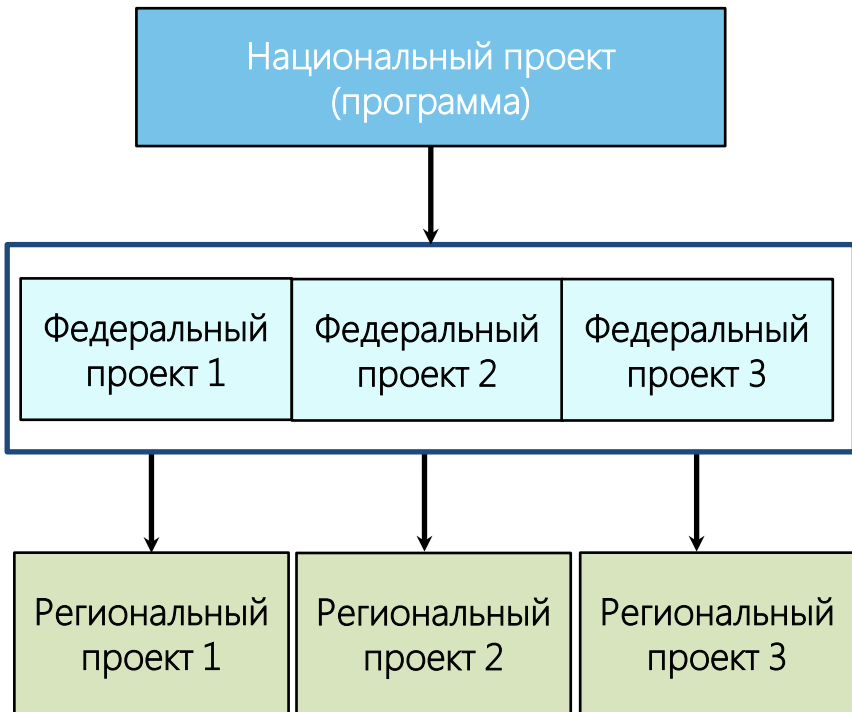 Национальный проект
(программа)
Федеральный
проект 1
Федеральный
проект 2
Федеральный
проект 3
Региональный
проект 1
Региональный
проект 2
Региональный
проект 3